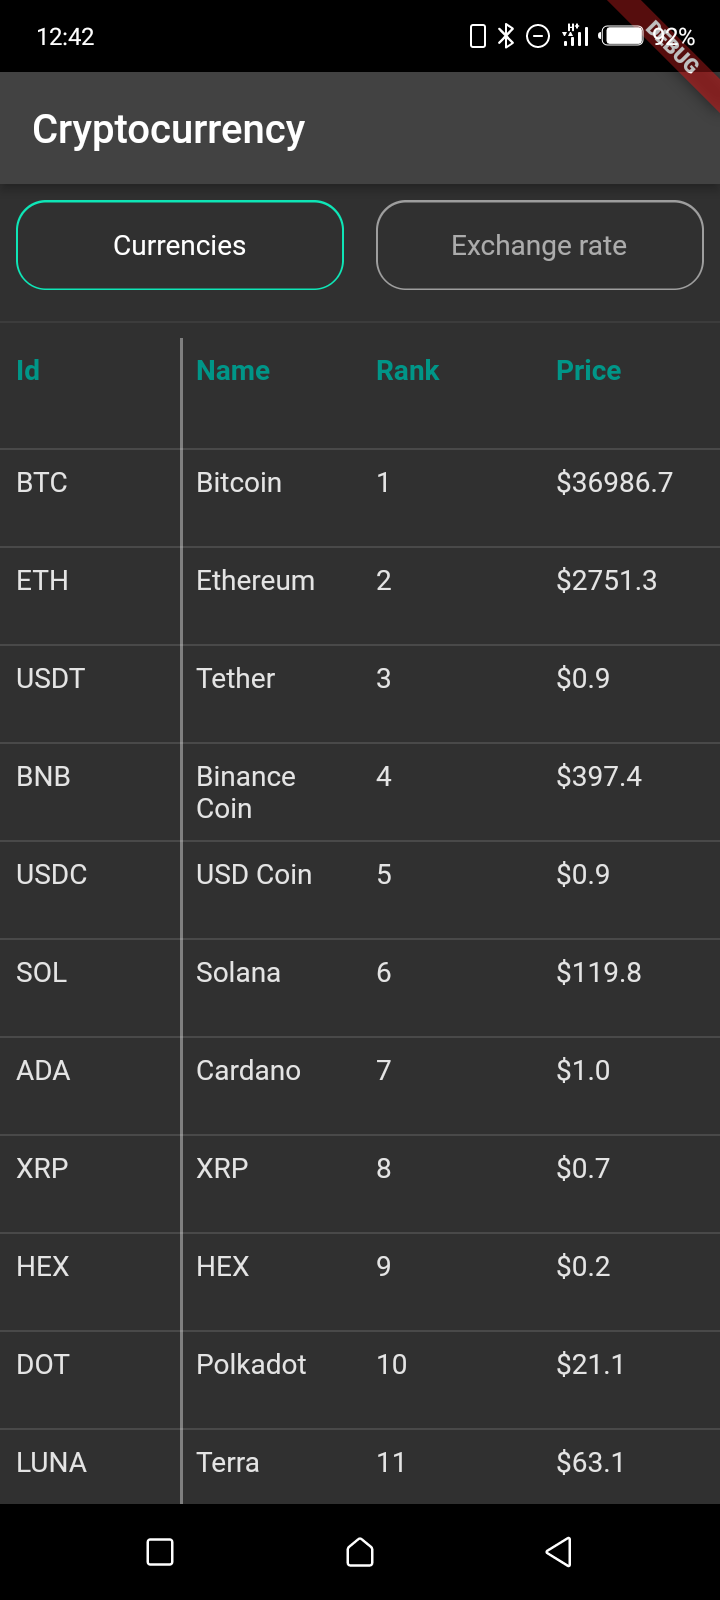 12:42
92%
DEBUG
Cryptocurrency
Currencies Exchange rate
Id Name Rank Price
BTC Bitcoin 1 $36986.7
ETH Ethereum 2 $2751.3
USDT Tether 3 $0.9
BNB Binance 4 $397.4
Coin
USDC USD Coin 5 $0.9
SOL Solana 6 $119.8
ADA Cardano 7 $1.0
XRP XRP 8 $0.7
HEX HEX 9 $0.2
DOT Polkadot 10 $21.1
LUNA Terra 11 $63.1